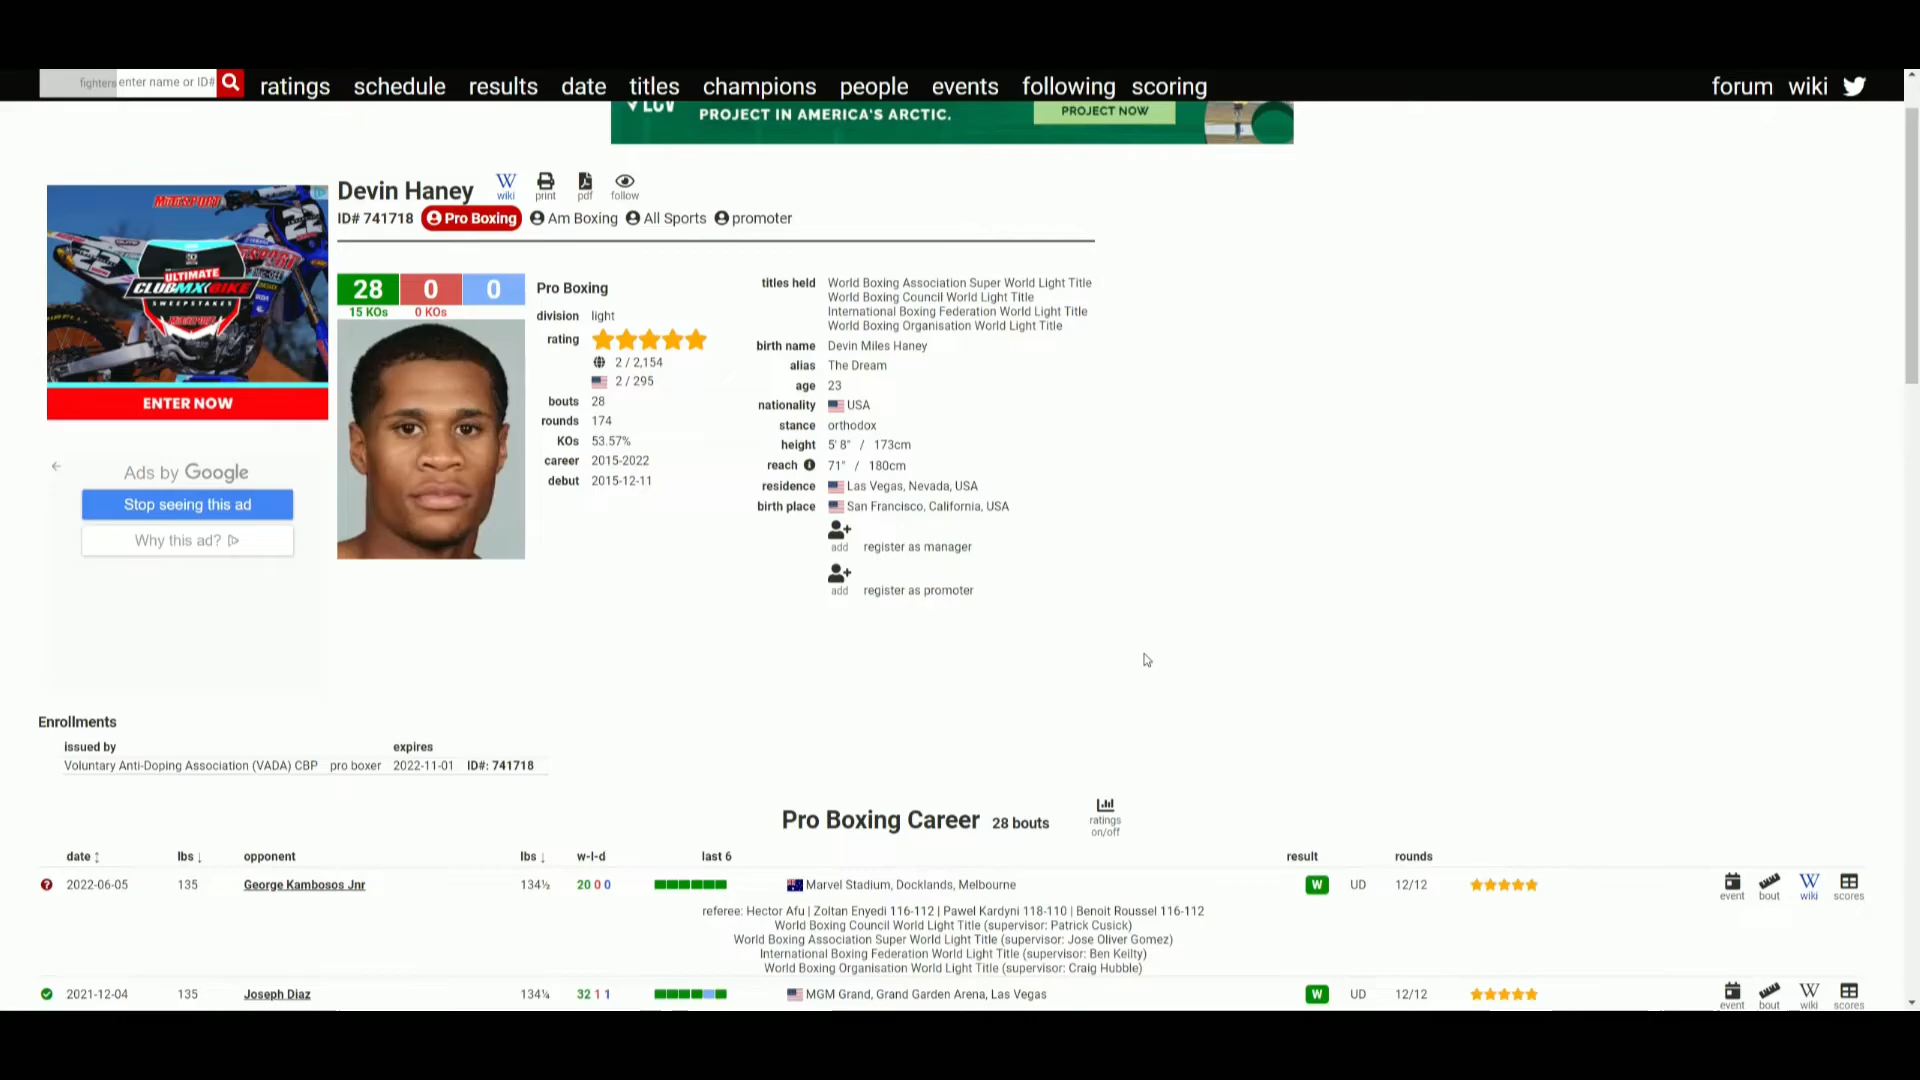 fighters enter name or ID# ratings schedule results date titles champions people events following scoring forum wiki
PROJECT IN AMERICA'S ARCTIC. PROJECT NOW
Devin Haney wiki print pdf follow
ID# 741718 Pro Boxing Am Boxing All Sports promoter
MOTOSPORT
22
ULTIMATE
CLUBMX BIKE
SWEEPSTAKES
MOTOSPORT
ENTER NOW
Ads by Google
Stop seeing this ad
Why this ad?
28 0 0
15 KOs 0 KOs
Pro Boxing
division light
rating
2 / 2,154
2 / 295
bouts 28
rounds 174
KOs 53.57%
career 2015-2022
debut 2015-12-11
titles held World Boxing Association Super World Light Title
World Boxing Council World Light Title
International Boxing Federation World Light Title
World Boxing Organisation World Light Title
birth name Devin Miles Haney
alias The Dream
age 23
nationality USA
stance orthodox
height 5' 8" / 173cm
reach 71" / 180cm
residence Las Vegas, Nevada, USA
birth place San Francisco, California, USA
add register as manager
add register as promoter
Enrollments
issued by expires
Voluntary Anti-Doping Association (VADA) CBP pro boxer 2022-11-01 ID#: 741718
Pro Boxing Career 28 bouts ratings on/off
date lbs opponent lbs w-l-d last 6 result rounds
2022-06-05 135 George Kambosos Jnr 134½ 20 0 0 Marvel Stadium, Docklands, Melbourne W UD 12/12 event bout wiki scores
referee: Hector Afu | Zoltan Enyedi 116-112 | Pawel Kardyni 118-110 | Benoit Roussel 116-112
World Boxing Council World Light Title (supervisor: Patrick Cusick)
World Boxing Association Super World Light Title (supervisor: Jose Oliver Gomez)
International Boxing Federation World Light Title (supervisor: Ben Keilty)
World Boxing Organisation World Light Title (supervisor: Craig Hubble)
2021-12-04 135 Joseph Diaz 134¼ 32 1 1 MGM Grand, Grand Garden Arena, Las Vegas W UD 12/12 event bout wiki scores